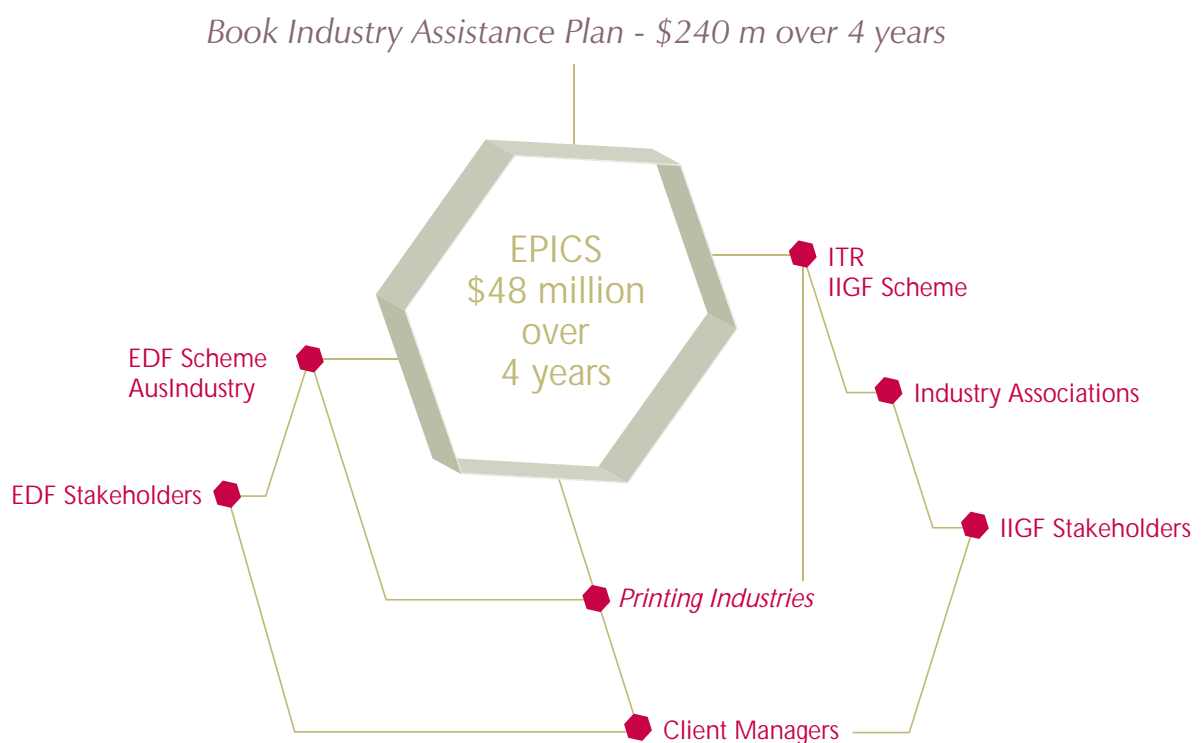 Book Industry Assistance Plan - $240 m over 4 years
EPICS
$48 million
over
4 years
ITR
IIGF Scheme
EDF Scheme
AusIndustry
Industry Associations
EDF Stakeholders
IIGF Stakeholders
Printing Industries
Client Managers